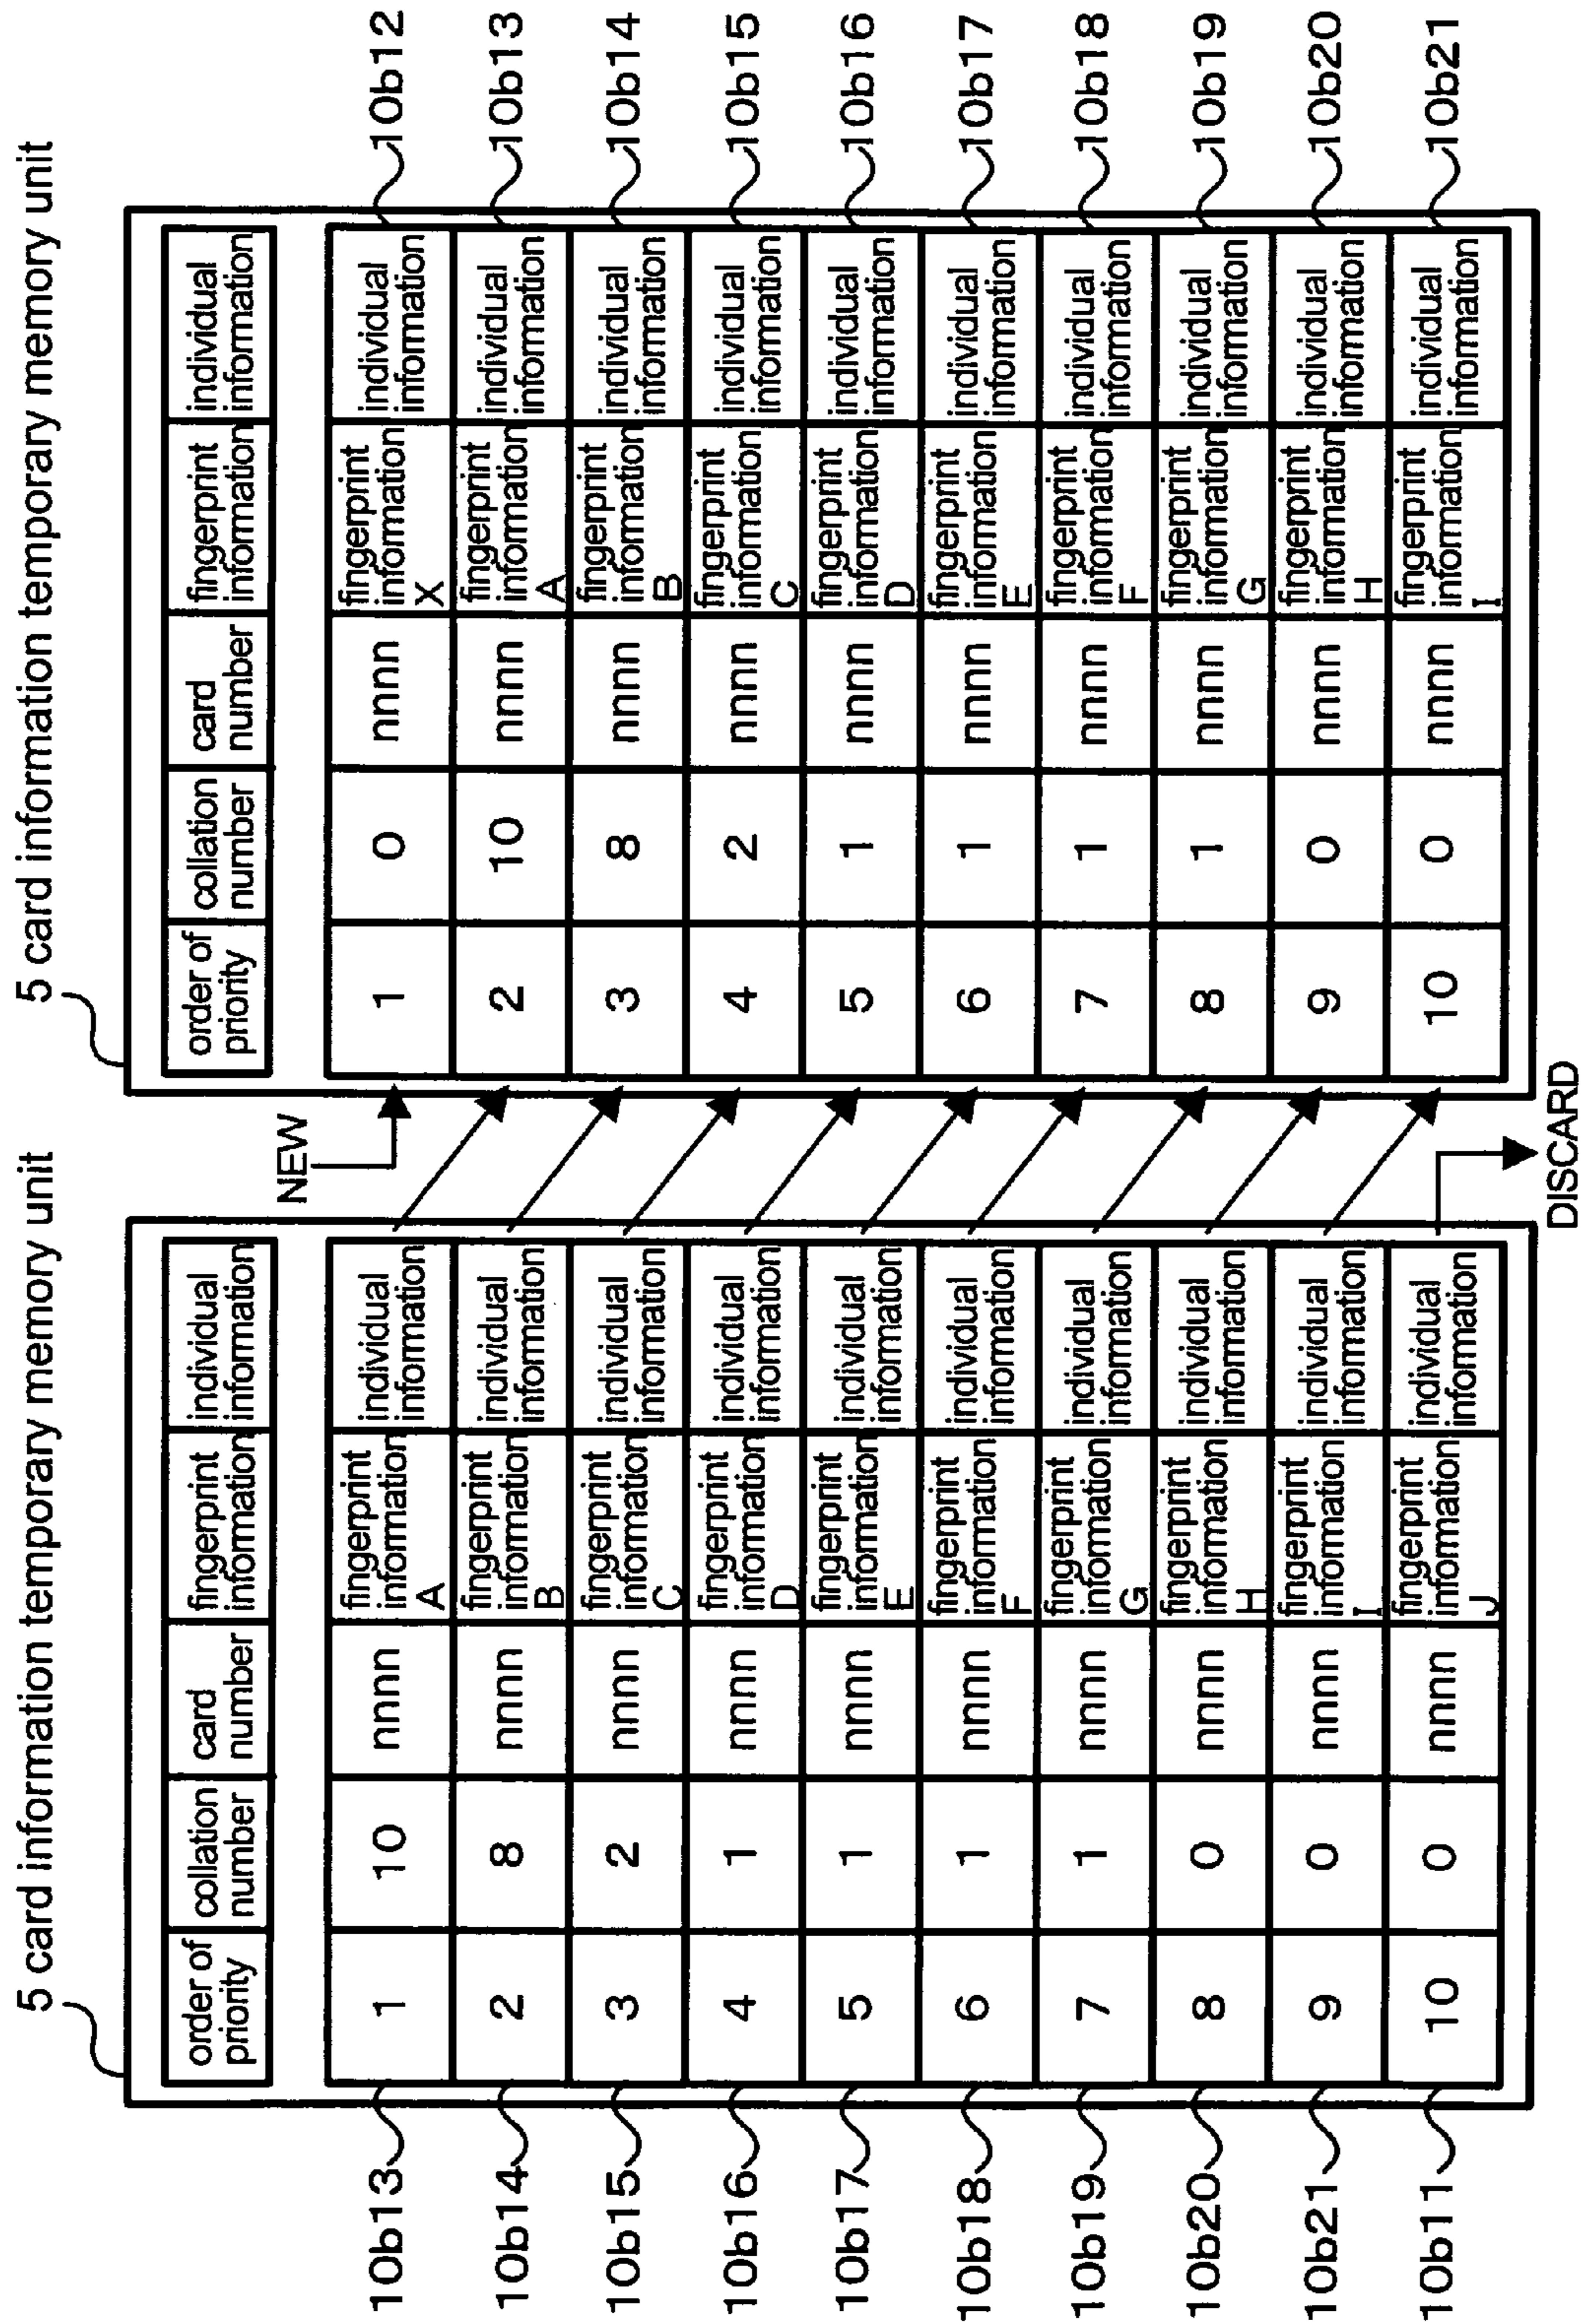 5 card information temporary memory unit
order of priority | collation number | card number | fingerprint information | individual information
10b13 | 1 | 10 | nnnn | fingerprint information A | individual information
10b14 | 2 | 8 | nnnn | fingerprint information B | individual information
10b15 | 3 | 2 | nnnn | fingerprint information C | individual information
10b16 | 4 | 1 | nnnn | fingerprint information D | individual information
10b17 | 5 | 1 | nnnn | fingerprint information E | individual information
10b18 | 6 | 1 | nnnn | fingerprint information F | individual information
10b19 | 7 | 1 | nnnn | fingerprint information G | individual information
10b20 | 8 | 0 | nnnn | fingerprint information H | individual information
10b21 | 9 | 0 | nnnn | fingerprint information I | individual information
10b11 | 10 | 0 | nnnn | fingerprint information J | individual information
NEW
DISCARD
5 card information temporary memory unit
order of priority | collation number | card number | fingerprint information | individual information
1 | 0 | nnnn | fingerprint information X | individual information | 10b12
2 | 10 | nnnn | fingerprint information A | individual information | 10b13
3 | 8 | nnnn | fingerprint information B | individual information | 10b14
4 | 2 | nnnn | fingerprint information C | individual information | 10b15
5 | 1 | nnnn | fingerprint information D | individual information | 10b16
6 | 1 | nnnn | fingerprint information E | individual information | 10b17
7 | 1 | nnnn | fingerprint information F | individual information | 10b18
8 | 1 | nnnn | fingerprint information G | individual information | 10b19
9 | 0 | nnnn | fingerprint information H | individual information | 10b20
10 | 0 | nnnn | fingerprint information I | individual information | 10b21